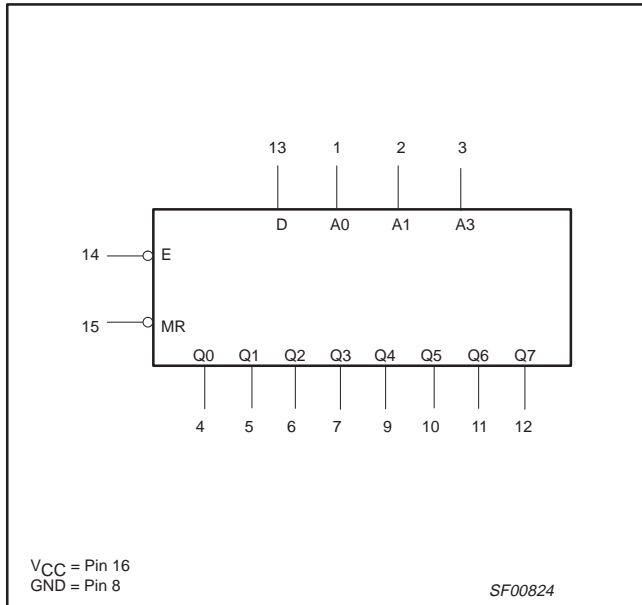 13 1 2 3
D A0 A1 A3
14 E
15 MR
Q0 Q1 Q2 Q3 Q4 Q5 Q6 Q7
4 5 6 7 9 10 11 12
VCC = Pin 16
GND = Pin 8
SF00824